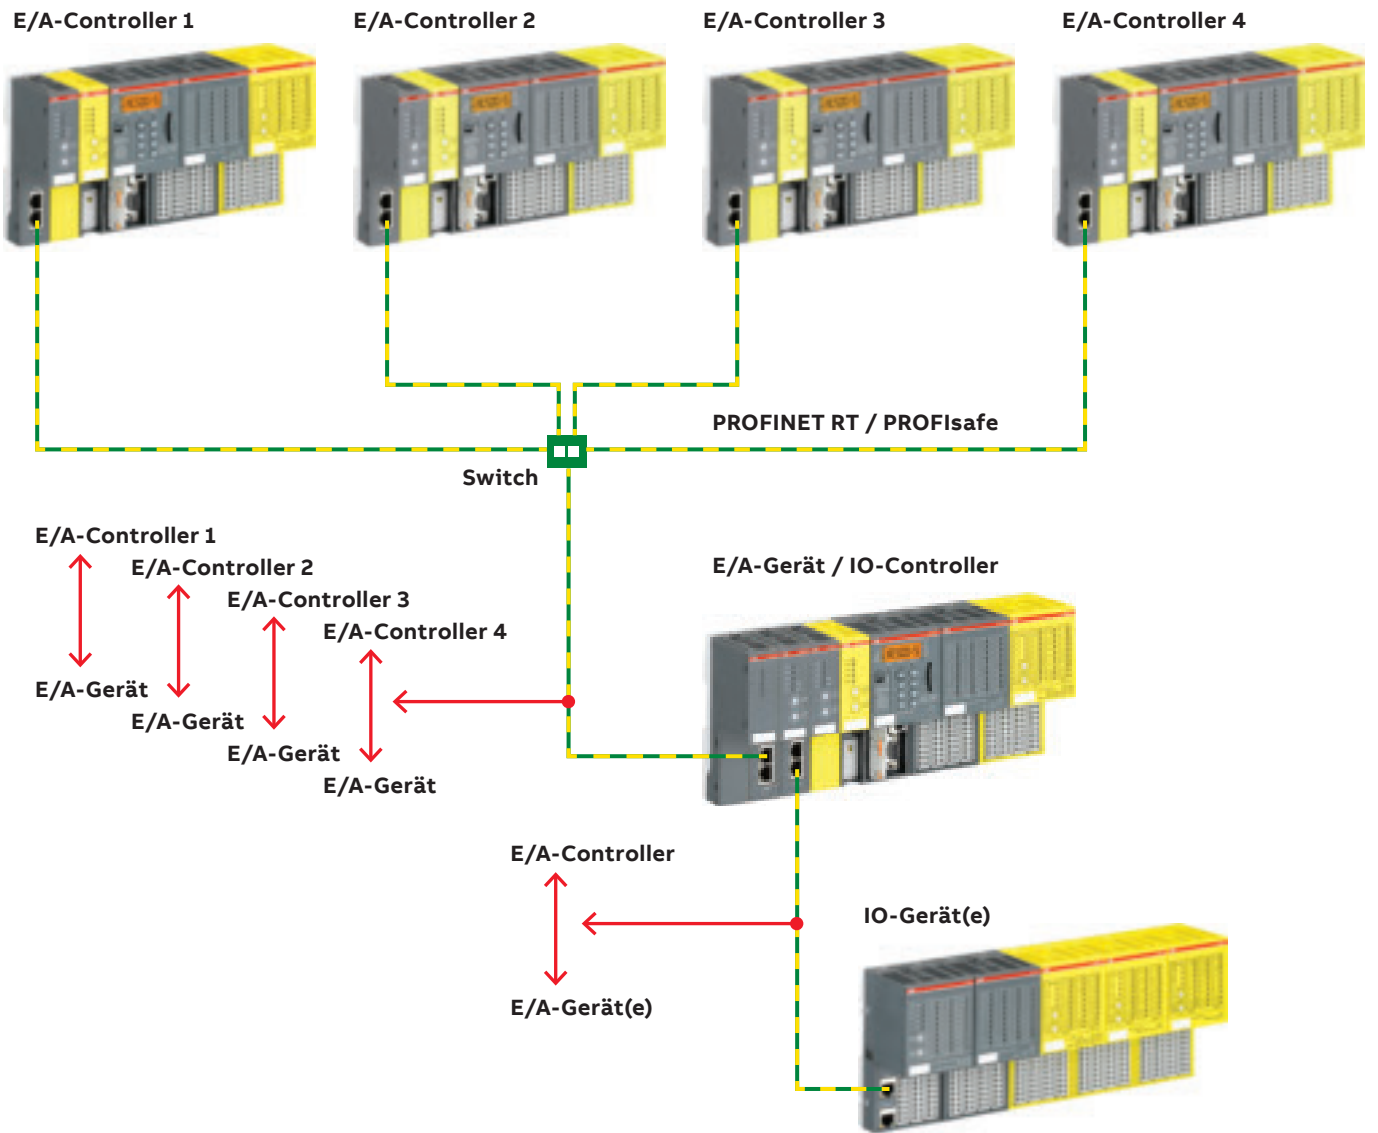 E/A-Controller 1
E/A-Controller 2
E/A-Controller 3
E/A-Controller 4
PROFINET RT / PROFIsafe
Switch
E/A-Controller 1
E/A-Controller 2
E/A-Controller 3
E/A-Controller 4
E/A-Gerät
E/A-Gerät
E/A-Gerät
E/A-Gerät
E/A-Gerät / IO-Controller
E/A-Controller
E/A-Gerät(e)
IO-Gerät(e)